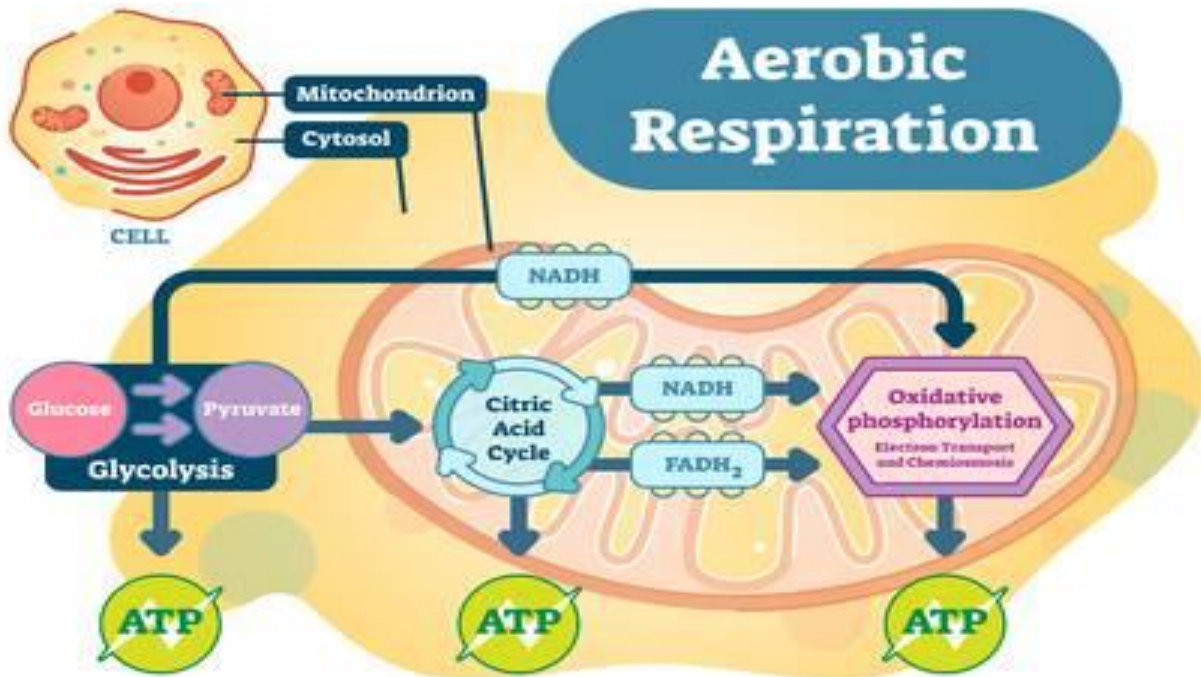 Aerobic
Respiration
Mitochondrion
Cytosol
CELL
NADH
Glucose
Pyruvate
Glycolysis
Citric
Acid
Cycle
NADH
FADH₂
Oxidative
phosphorylation
Electron Transport
and Chemiosmosis
ATP
ATP
ATP